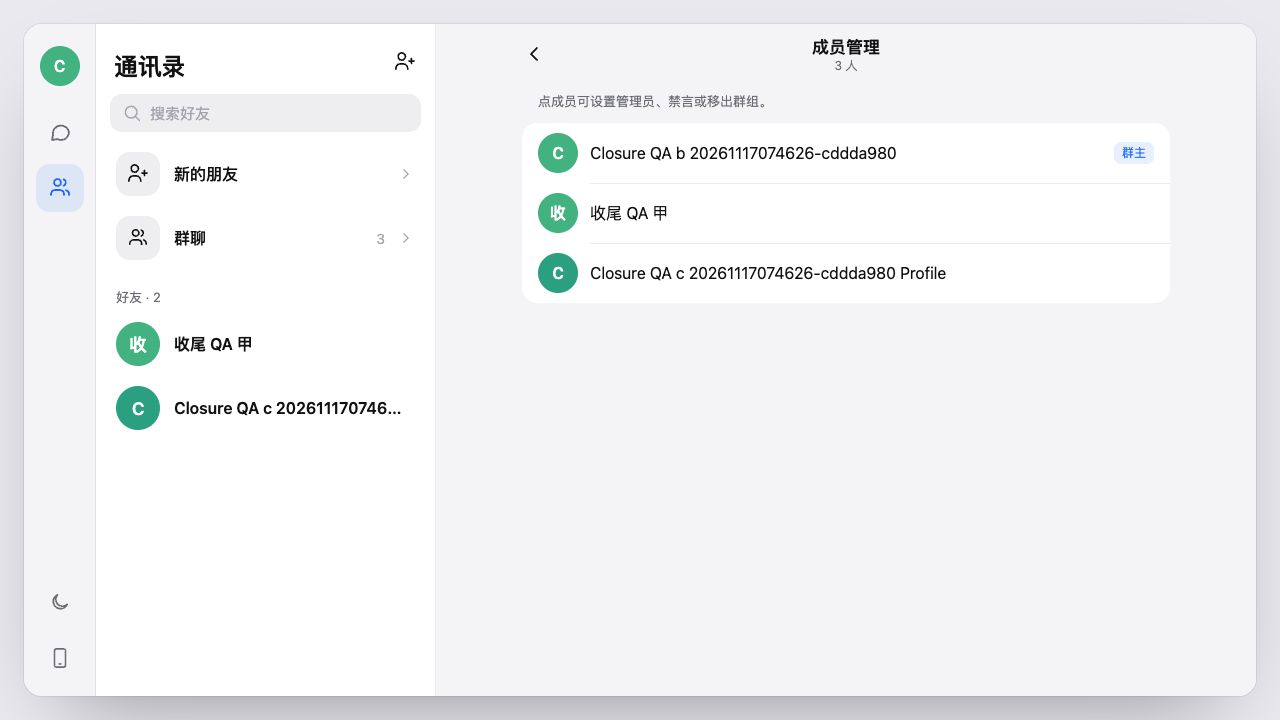 C
通讯录
搜索好友
新的朋友
群聊
3
好友 · 2
收
收尾 QA 甲
C
Closure QA c 202611170746...
成员管理
3 人
点成员可设置管理员、禁言或移出群组。
C
Closure QA b 20261117074626-cddda980
群主
收
收尾 QA 甲
C
Closure QA c 20261117074626-cddda980 Profile